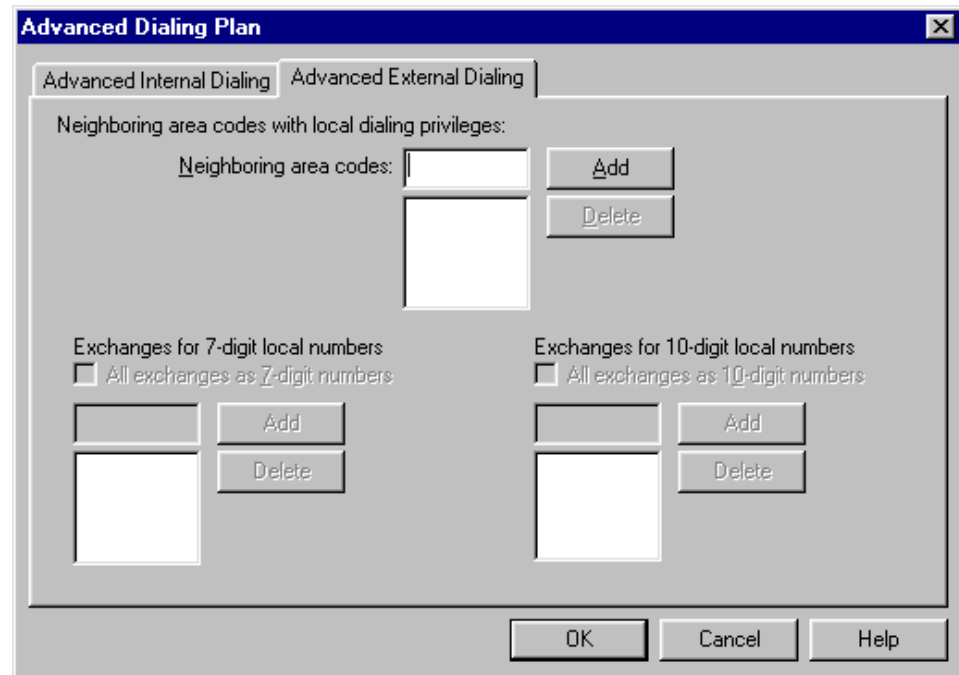 Advanced Dialing Plan
Advanced Internal Dialing Advanced External Dialing
Neighboring area codes with local dialing privileges:
Neighboring area codes: Add
Delete
Exchanges for 7-digit local numbers Exchanges for 10-digit local numbers
All exchanges as 7-digit numbers All exchanges as 10-digit numbers
Add Add
Delete Delete
OK Cancel Help